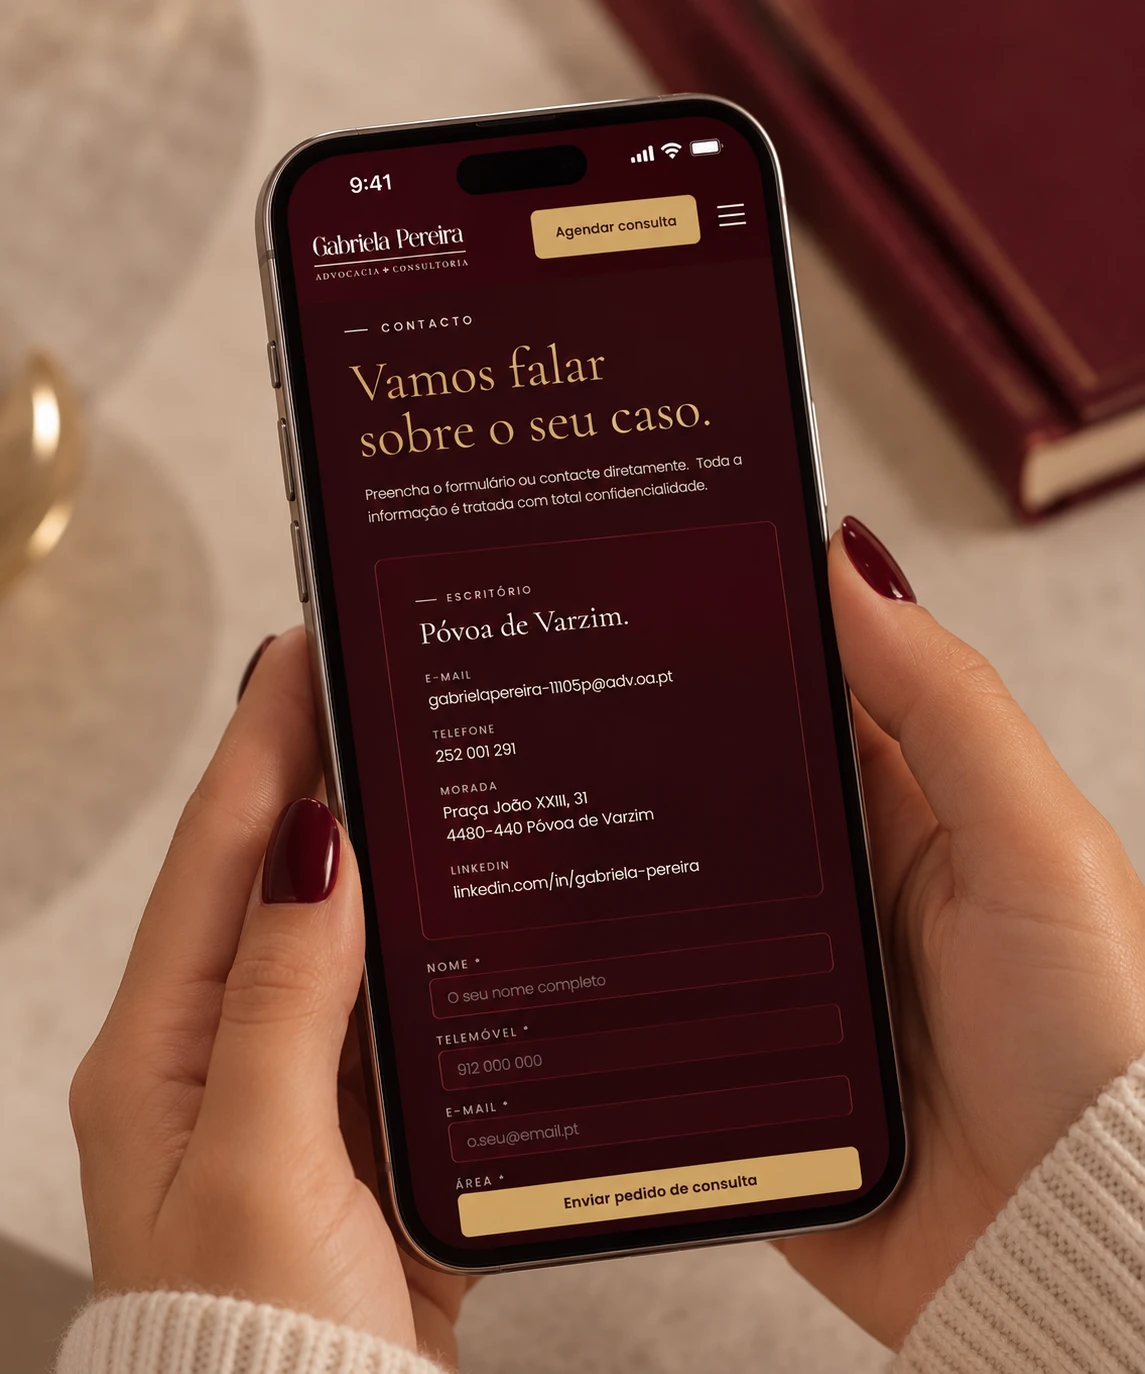 9:41
Gabriela Pereira
ADVOCACIA + CONSULTORIA
Agendar consulta
CONTACTO
Vamos falar
sobre o seu caso.
Preencha o formulário ou contacte diretamente. Toda a
informação é tratada com total confidencialidade.
ESCRITÓRIO
Póvoa de Varzim.
E-MAIL
gabrielapereira-11105p@adv.oa.pt
TELEFONE
252 001 291
MORADA
Praça João XXIII, 31
4480-440 Póvoa de Varzim
LINKEDIN
linkedin.com/in/gabriela-pereira
NOME *
O seu nome completo
TELEMÓVEL *
912 000 000
E-MAIL *
o.seu@email.pt
ÁREA *
Enviar pedido de consulta